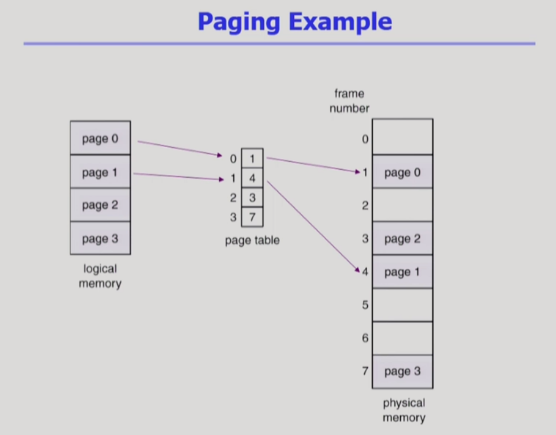 Paging Example
frame
number
page 0
page 1
page 2
page 3
logical
memory
0 1
1 4
2 3
3 7
page table
0
1 page 0
2
3 page 2
4 page 1
5
6
7 page 3
physical
memory